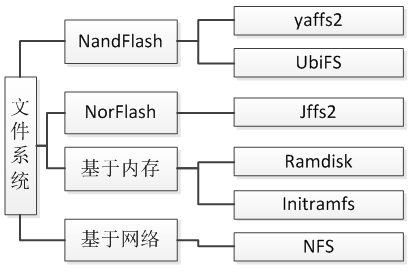 文件系统
NandFlash
yaffs2
UbiFS
NorFlash
Jffs2
基于内存
Ramdisk
Initramfs
基于网络
NFS